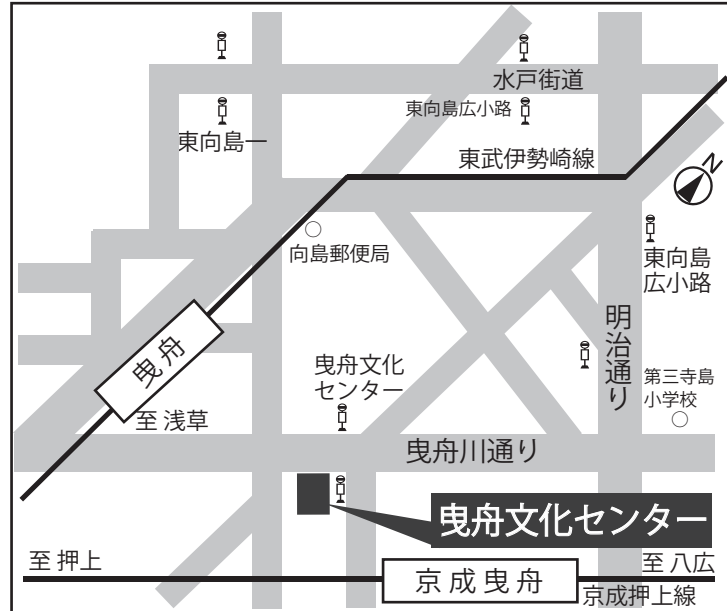 水戸街道
東向島広小路
東向島一
東武伊勢崎線
N
向島郵便局
東向島
広小路
明治通り
曳舟
曳舟文化
センター
第三寺島
小学校
至 浅草
曳舟川通り
曳舟文化センター
至 押上
京成曳舟
至 八広
京成押上線